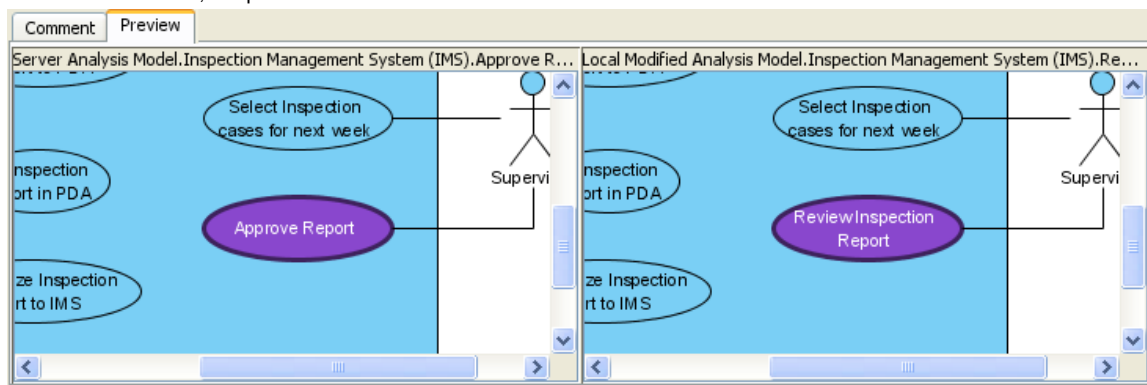 Comment Preview
Server Analysis Model.Inspection Management System (IMS).Approve R...
Select Inspection
cases for next week
nspection
ort in PDA
Supervi
Approve Report
ze Inspection
rt to IMS
Local Modified Analysis Model.Inspection Management System (IMS).Re...
Select Inspection
cases for next week
nspection
ort in PDA
Supervi
Review Inspection
Report
ze Inspection
rt to IMS